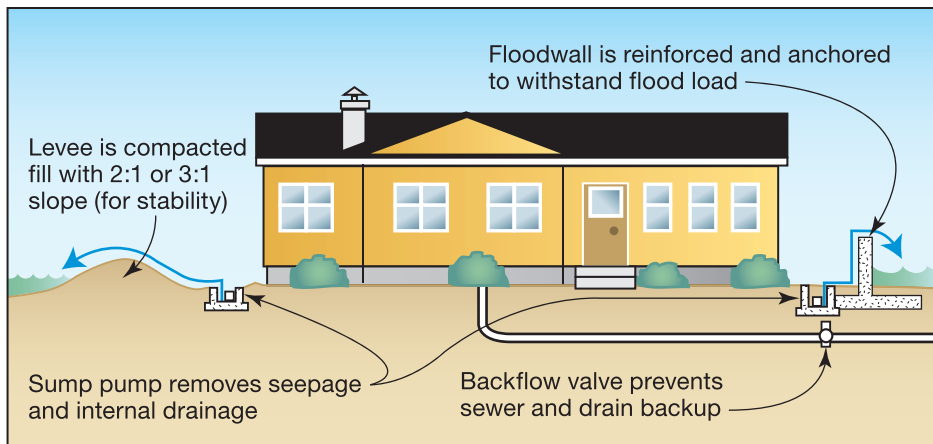 Floodwall is reinforced and anchored
to withstand flood load
Levee is compacted
fill with 2:1 or 3:1
slope (for stability)
Sump pump removes seepage
and internal drainage
Backflow valve prevents
sewer and drain backup